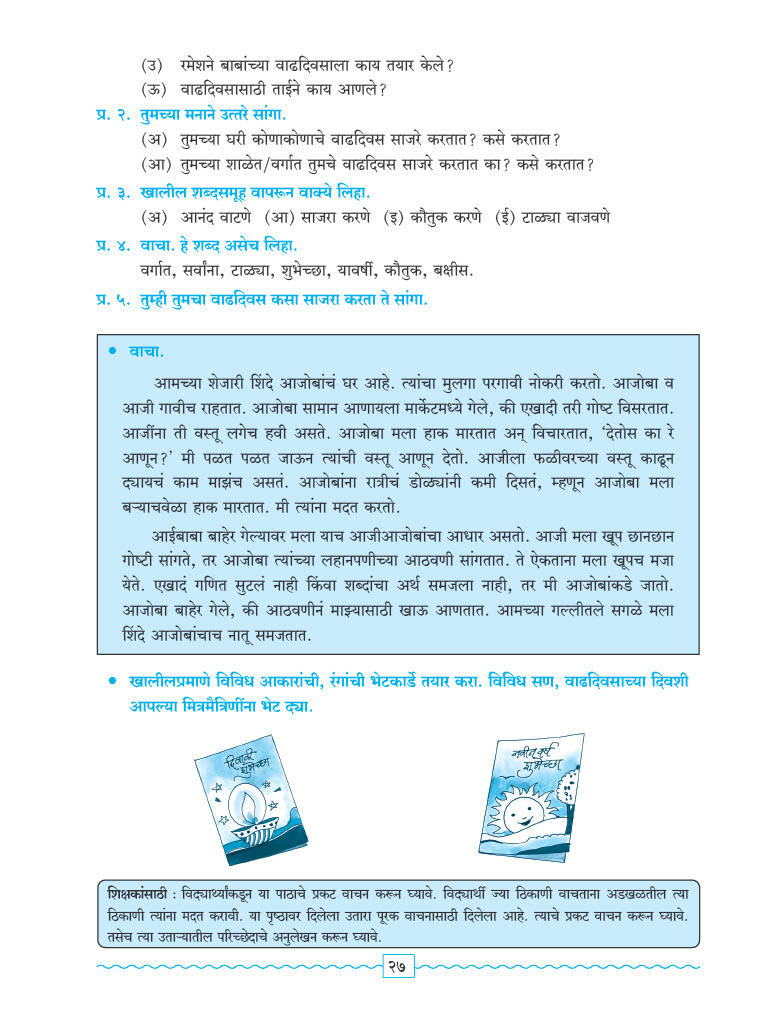 (उ) रमेशने बाबांच्या वाढदिवसाला काय तयार केले?
(ऊ) वाढदिवसासाठी ताईने काय आणले?
प्र. २. तुमच्या मनाने उत्तरे सांगा.
(अ) तुमच्या घरी कोणाकोणाचे वाढदिवस साजरे करतात? कसे करतात?
(आ) तुमच्या शाळेत/वर्गात तुमचे वाढदिवस साजरे करतात का? कसे करतात?
प्र. ३. खालील शब्दसमूह वापरून वाक्ये लिहा.
(अ) आनंद वाटणे (आ) साजरा करणे (इ) कौतुक करणे (ई) टाळ्या वाजवणे
प्र. ४. वाचा. हे शब्द असेच लिहा.
वर्गात, सर्वांना, टाळ्या, शुभेच्छा, यावर्षी, कौतुक, बक्षीस.
प्र. ५. तुम्ही तुमचा वाढदिवस कसा साजरा करता ते सांगा.
• वाचा.
आमच्या शेजारी शिंदे आजोबांचं घर आहे. त्यांचा मुलगा परगावी नोकरी करतो. आजोबा व
आजी गावीच राहतात. आजोबा सामान आणायला मार्केटमध्ये गेले, की एखादी तरी गोष्ट विसरतात.
आजींना ती वस्तू लगेच हवी असते. आजोबा मला हाक मारतात अन् विचारतात, ‘देतोस का रे
आणून?’ मी पळत पळत जाऊन त्यांची वस्तू आणून देतो. आजीला फळीवरच्या वस्तू काढून
द्यायचं काम माझंच असतं. आजोबांना रात्रीचं डोळ्यांनी कमी दिसतं, म्हणून आजोबा मला
बऱ्याचवेळा हाक मारतात. मी त्यांना मदत करतो.
आईबाबा बाहेर गेल्यावर मला याच आजीआजोबांचा आधार असतो. आजी मला खूप छानछान
गोष्टी सांगते, तर आजोबा त्यांच्या लहानपणीच्या आठवणी सांगतात. ते ऐकताना मला खूपच मजा
येते. एखादं गणित सुटलं नाही किंवा शब्दांचा अर्थ समजला नाही, तर मी आजोबांकडे जातो.
आजोबा बाहेर गेले, की आठवणीनं माझ्यासाठी खाऊ आणतात. आमच्या गल्लीतले सगळे मला
शिंदे आजोबांचाच नातू समजतात.
• खालीलप्रमाणे विविध आकारांची, रंगांची भेटकार्डे तयार करा. विविध सण, वाढदिवसाच्या दिवशी
आपल्या मित्रमैत्रिणींना भेट द्या.
दिवाळी
शुभेच्छा
नवीन वर्ष
शुभेच्छा
शिक्षकांसाठी : विद्यार्थ्यांकडून या पाठाचे प्रकट वाचन करून घ्यावे. विद्यार्थी ज्या ठिकाणी वाचताना अडखळतील त्या
ठिकाणी त्यांना मदत करावी. या पृष्ठावर दिलेला उतारा पूरक वाचनासाठी दिलेला आहे. त्याचे प्रकट वाचन करून घ्यावे.
तसेच त्या उताऱ्यातील परिच्छेदाचे अनुलेखन करून घ्यावे.
२७